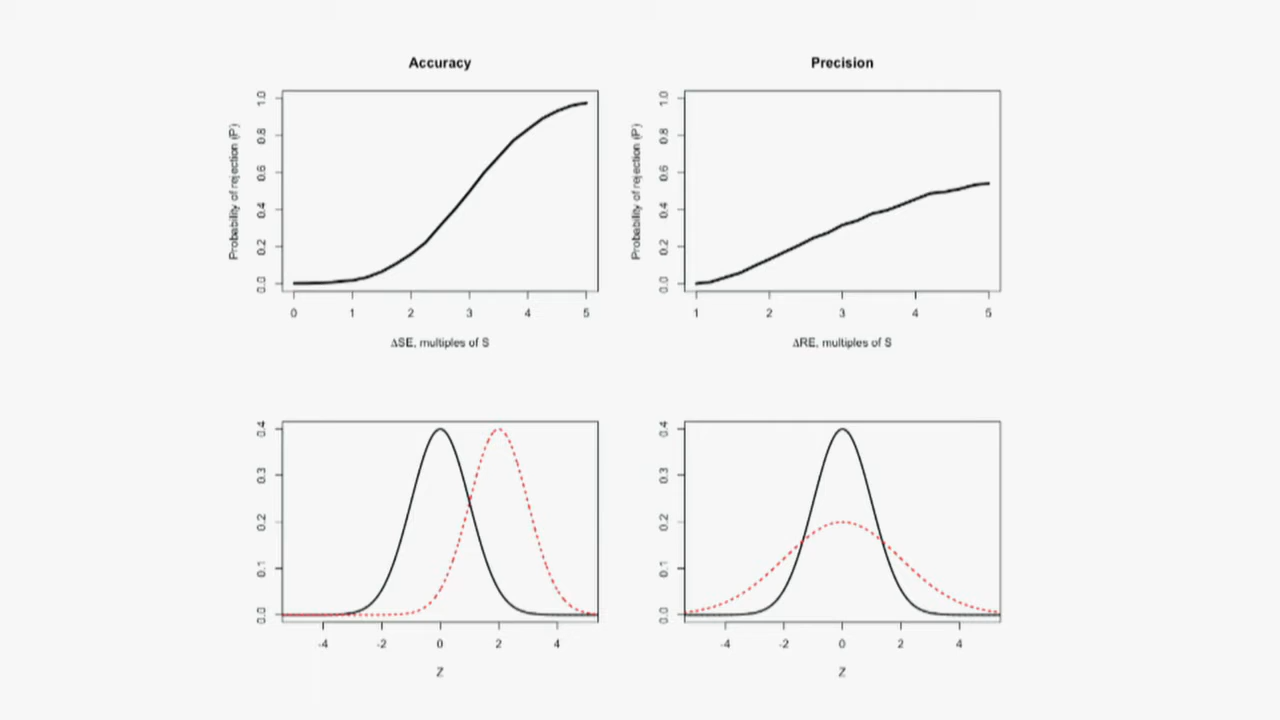 Accuracy
Precision
Probability of rejection (P)
0.0 0.2 0.4 0.6 0.8 1.0
0 1 2 3 4 5
ΔSE, multiples of S
Probability of rejection (P)
0.0 0.2 0.4 0.6 0.8 1.0
1 2 3 4 5
ΔRE, multiples of S
0.0 0.1 0.2 0.3 0.4
-4 -2 0 2 4
Z
0.0 0.1 0.2 0.3 0.4
-4 -2 0 2 4
Z